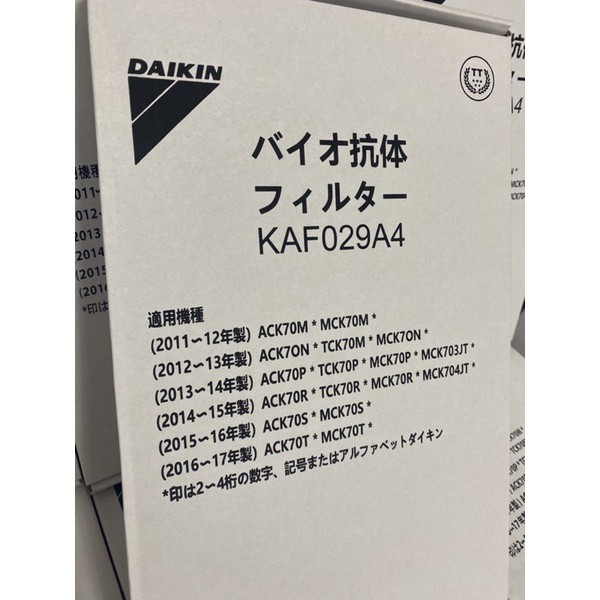 DAIKIN
TT
バイオ抗体
フィルター
KAF029A4
適用機種
(2011〜12年製) ACK70M * MCK70M *
(2012〜13年製) ACK7ON * TCK70M * MCK7ON *
(2013〜14年製) ACK70P * TCK70P * MCK70P * MCK703JT *
(2014〜15年製) ACK70R * TCK70R * MCK70R * MCK704JT *
(2015〜16年製) ACK70S * MCK70S *
(2016〜17年製) ACK70T * MCK70T *
*印は2〜4桁の数字、記号またはアルファベットダイキン